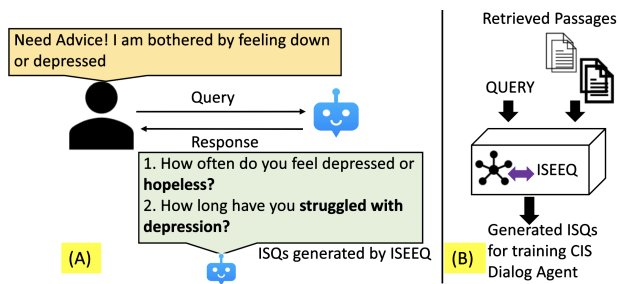 Need Advice! I am bothered by feeling down
or depressed
Query
Response
1. How often do you feel depressed or
hopeless?
2. How long have you struggled with
depression?
ISQs generated by ISEEQ
(A)
Retrieved Passages
QUERY
ISEEQ
Generated ISQs
for training CIS
Dialog Agent
(B)